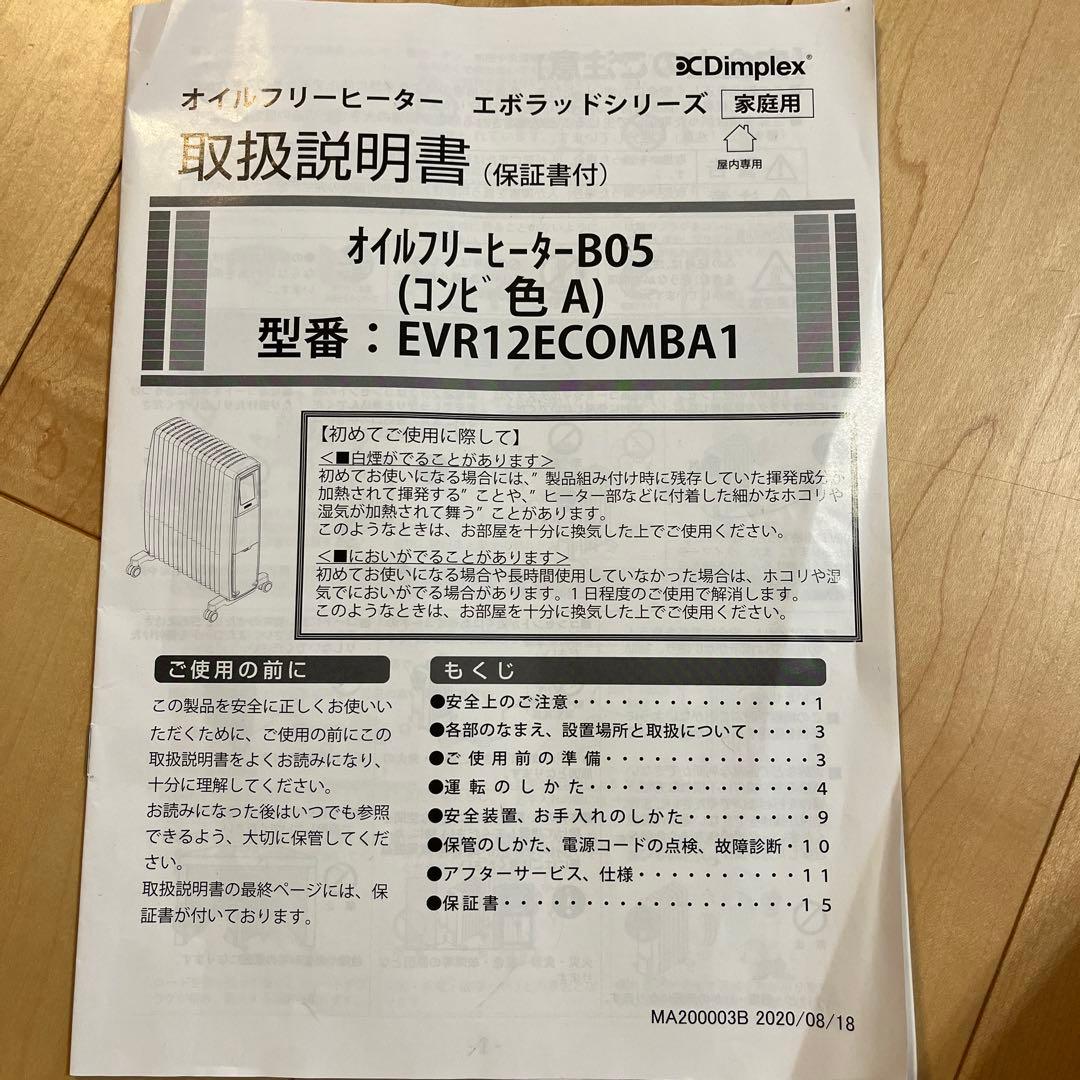 Dimplex®
オイルフリーヒーター エボラッドシリーズ 家庭用
取扱説明書(保証書付)
屋内専用
ｵｲﾙﾌﾘｰﾋｰﾀｰB05
(ｺﾝﾋﾞ色 A)
型番：EVR12ECOMBA1
【初めてご使用に際して】
＜■白煙がでることがあります＞
初めてお使いになる場合には、”製品組み付け時に残存していた揮発成分が
加熱されて揮発する”ことや、”ヒーター部などに付着した細かなホコリや
湿気が加熱されて舞う”ことがあります。
このようなときは、お部屋を十分に換気した上でご使用ください。
＜■においがでることがあります＞
初めてお使いになる場合や長時間使用していなかった場合は、ホコリや湿
気でにおいがでる場合があります。1日程度のご使用で解消します。
このようなときは、お部屋を十分に換気した上でご使用ください。
ご使用の前に
この製品を安全に正しくお使いい
ただくために、ご使用の前にこの
取扱説明書をよくお読みになり、
十分に理解してください。
お読みになった後はいつでも参照
できるよう、大切に保管してくだ
さい。
取扱説明書の最終ページには、保
証書が付いております。
もくじ
●安全上のご注意・・・・・・・・・・・・・・・1
●各部のなまえ、設置場所と取扱について・・・・3
●ご使用前の準備・・・・・・・・・・・・・3
●運転のしかた・・・・・・・・・・・・・・4
●安全装置、お手入れのしかた・・・・・・・・9
●保管のしかた、電源コードの点検、故障診断・10
●アフターサービス、仕様・・・・・・・・・・11
●保証書・・・・・・・・・・・・・・・・・・15
MA200003B 2020/08/18